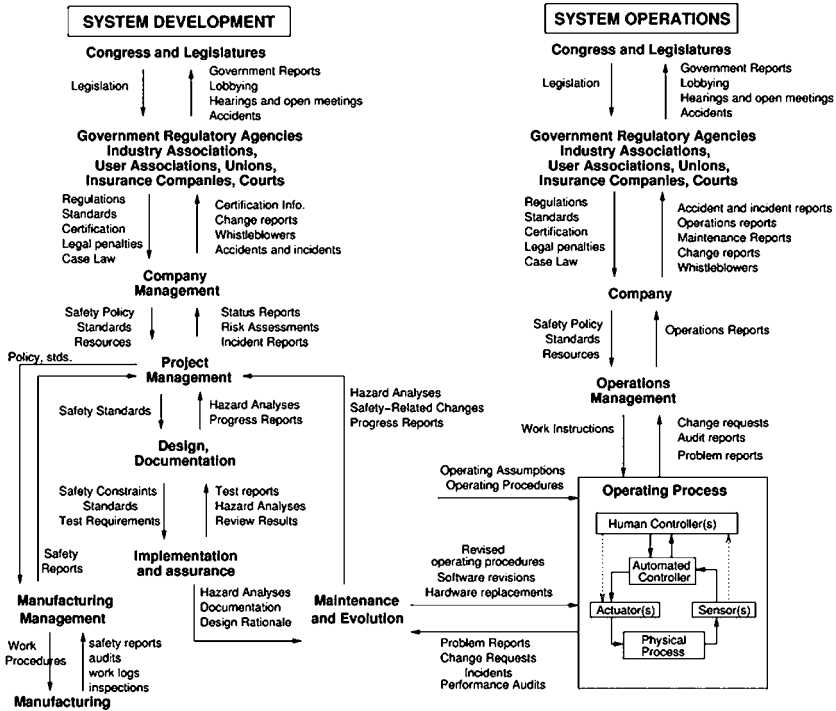 SYSTEM DEVELOPMENT
Congress and Legislatures
Legislation
Government Reports
Lobbying
Hearings and open meetings
Accidents
Government Regulatory Agencies
Industry Associations,
User Associations, Unions,
Insurance Companies, Courts
Regulations
Standards
Certification
Legal penalties
Case Law
Certification Info.
Change reports
Whistleblowers
Accidents and incidents
Company
Management
Safety Policy
Standards
Resources
Status Reports
Risk Assessments
Incident Reports
Policy, stds.
Project
Management
Safety Standards
Hazard Analyses
Progress Reports
Hazard Analyses
Safety-Related Changes
Progress Reports
Design,
Documentation
Safety Constraints
Standards
Test Requirements
Test reports
Hazard Analyses
Review Results
Implementation
and assurance
Safety
Reports
Hazard Analyses
Documentation
Design Rationale
Manufacturing
Management
Maintenance
and Evolution
Work
Procedures
safety reports
audits
work logs
inspections
Manufacturing
SYSTEM OPERATIONS
Congress and Legislatures
Legislation
Government Reports
Lobbying
Hearings and open meetings
Accidents
Government Regulatory Agencies
Industry Associations,
User Associations, Unions,
Insurance Companies, Courts
Regulations
Standards
Certification
Legal penalties
Case Law
Accident and incident reports
Operations reports
Maintenance Reports
Change reports
Whistleblowers
Company
Safety Policy
Standards
Resources
Operations Reports
Operations
Management
Work Instructions
Change requests
Audit reports
Problem reports
Operating Assumptions
Operating Procedures
Operating Process
Human Controller(s)
Automated
Controller
Actuator(s)
Sensor(s)
Physical
Process
Revised
operating procedures
Software revisions
Hardware replacements
Problem Reports
Change Requests
Incidents
Performance Audits